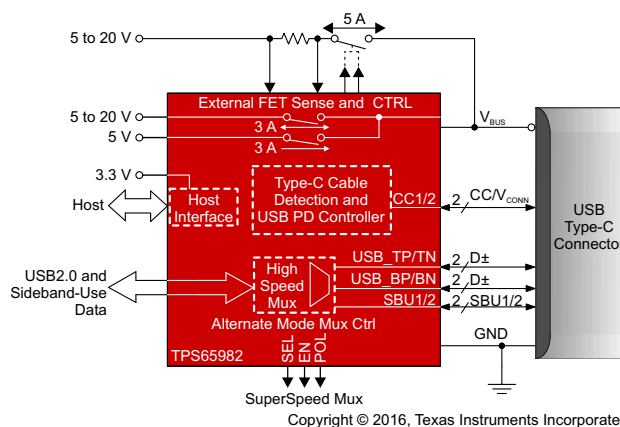 5 A
5 to 20 V
External FET Sense and CTRL
5 to 20 V
3 A
5 V
3 A
VBUS
3.3 V
Host
Host
Interface
Type-C Cable
Detection and
USB PD Controller
CC1/2
2
CC/VCONN
USB
Type-C
Connector
USB2.0 and
Sideband-Use
Data
High
Speed
Mux
USB_TP/TN
2
D±
USB_BP/BN
2
D±
SBU1/2
2
SBU1/2
Alternate Mode Mux Ctrl
TPS65982
SEL
EN
POL
GND
SuperSpeed Mux
Copyright © 2016, Texas Instruments Incorporate